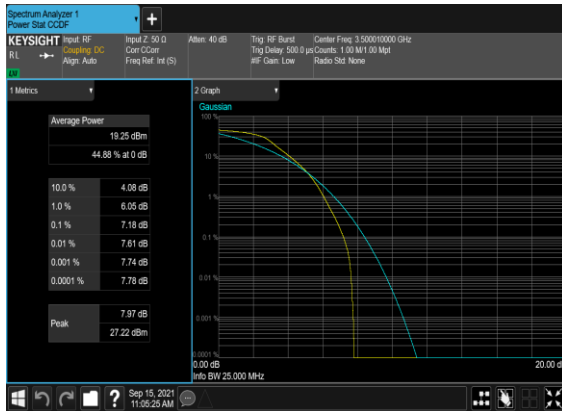 Spectrum Analyzer 1
Power Stat CCDF
+
KEYSIGHT
RL
LXI
Input: RF
Coupling: DC
Align: Auto
Input Z: 50 Ω
Corr CCorr
Freq Ref: Int (S)
Atten: 40 dB
Trig: RF Burst
Trig Delay: 500.0 µs
#IF Gain: Low
Center Freq: 3.500010000 GHz
Counts: 1.00 M/1.00 Mpt
Radio Std: None
1 Metrics
Average Power
19.25 dBm
44.88 % at 0 dB
10.0 % 4.08 dB
1.0 % 6.05 dB
0.1 % 7.18 dB
0.01 % 7.61 dB
0.001 % 7.74 dB
0.0001 % 7.78 dB
Peak
7.97 dB
27.22 dBm
2 Graph
Gaussian
100 %
10 %
1 %
0.1 %
0.01 %
0.001 %
0.0001 %
0.00 dB
20.00 d
Info BW 25.000 MHz
?
Sep 15, 2021
11:05:25 AM